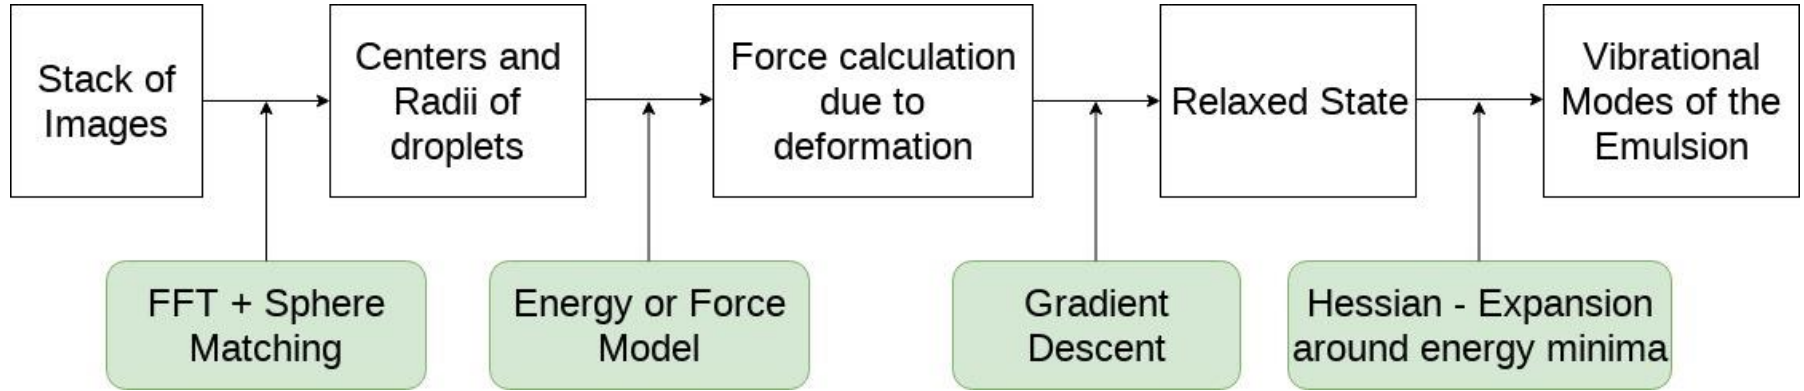 Stack of
Images
Centers and
Radii of
droplets
Force calculation
due to
deformation
Relaxed State
Vibrational
Modes of the
Emulsion
FFT + Sphere
Matching
Energy or Force
Model
Gradient
Descent
Hessian - Expansion
around energy minima